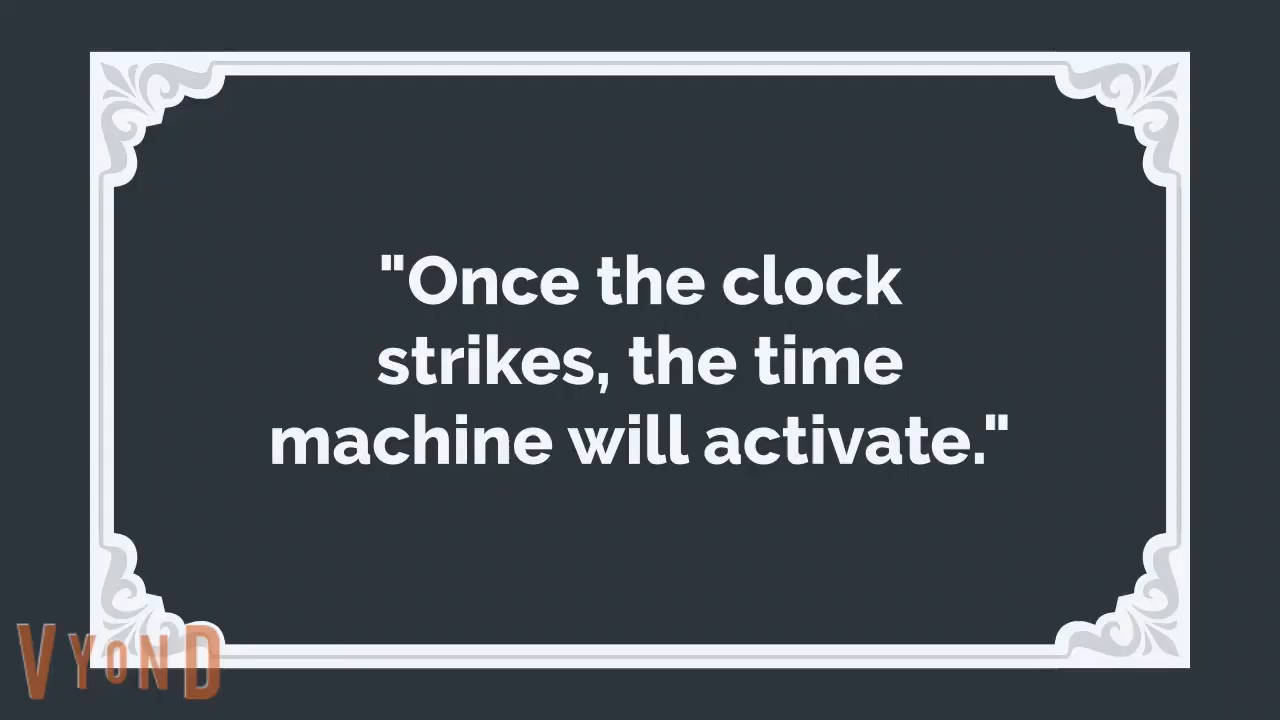 "Once the clock
strikes, the time
machine will activate."
VYOND